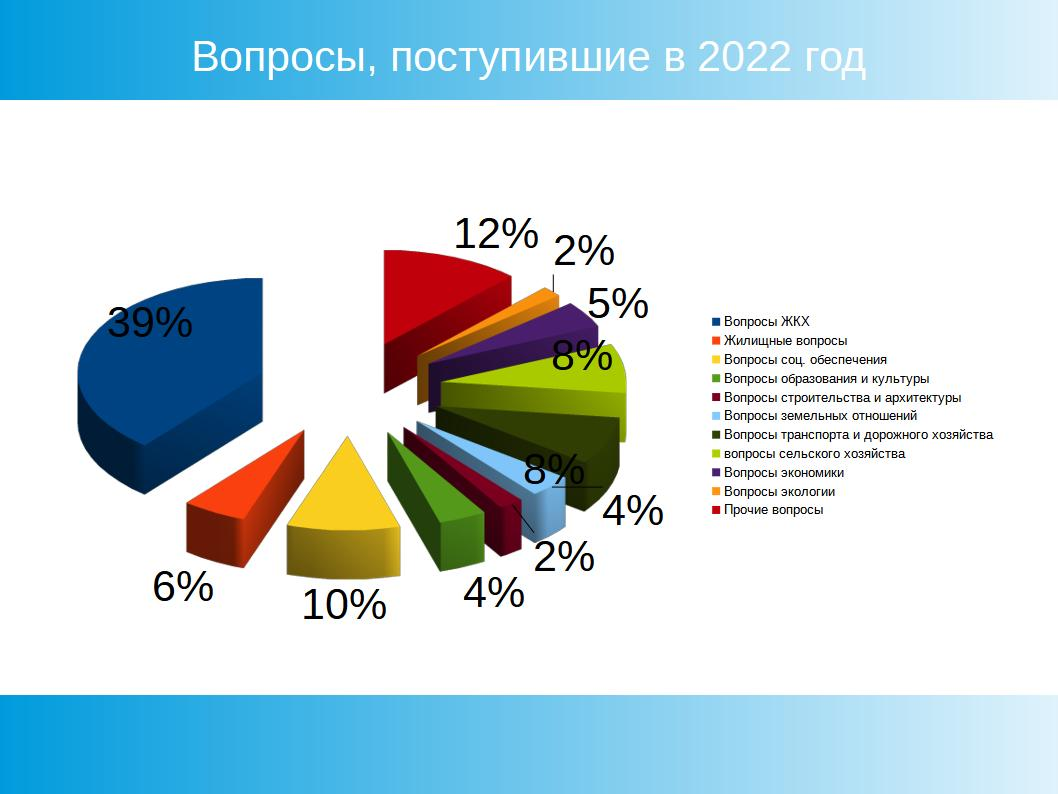 Вопросы, поступившие в 2022 год
12%
2%
5%
39%
8%
8%
4%
2%
6%
4%
10%
Вопросы ЖКХ
Жилищные вопросы
Вопросы соц. обеспечения
Вопросы образования и культуры
Вопросы строительства и архитектуры
Вопросы земельных отношений
Вопросы транспорта и дорожного хозяйства
вопросы сельского хозяйства
Вопросы экономики
Вопросы экологии
Прочие вопросы